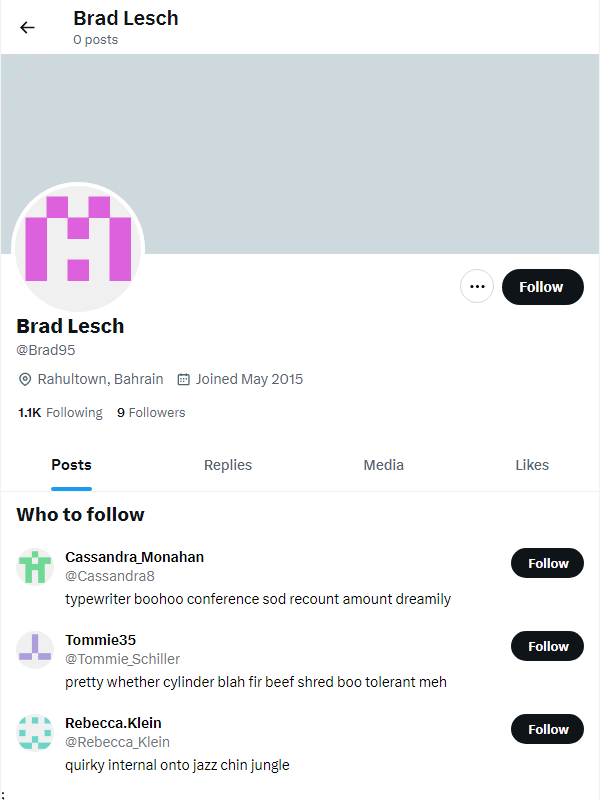 Brad Lesch
0 posts
Follow
Brad Lesch
@Brad95
Rahultown, Bahrain Joined May 2015
1.1K Following 9 Followers
Posts Replies Media Likes
Who to follow
Cassandra_Monahan
@Cassandra8
Follow
typewriter boohoo conference sod recount amount dreamily
Tommie35
@Tommie_Schiller
Follow
pretty whether cylinder blah fir beef shred boo tolerant meh
Rebecca.Klein
@Rebecca_Klein
Follow
quirky internal onto jazz chin jungle
;